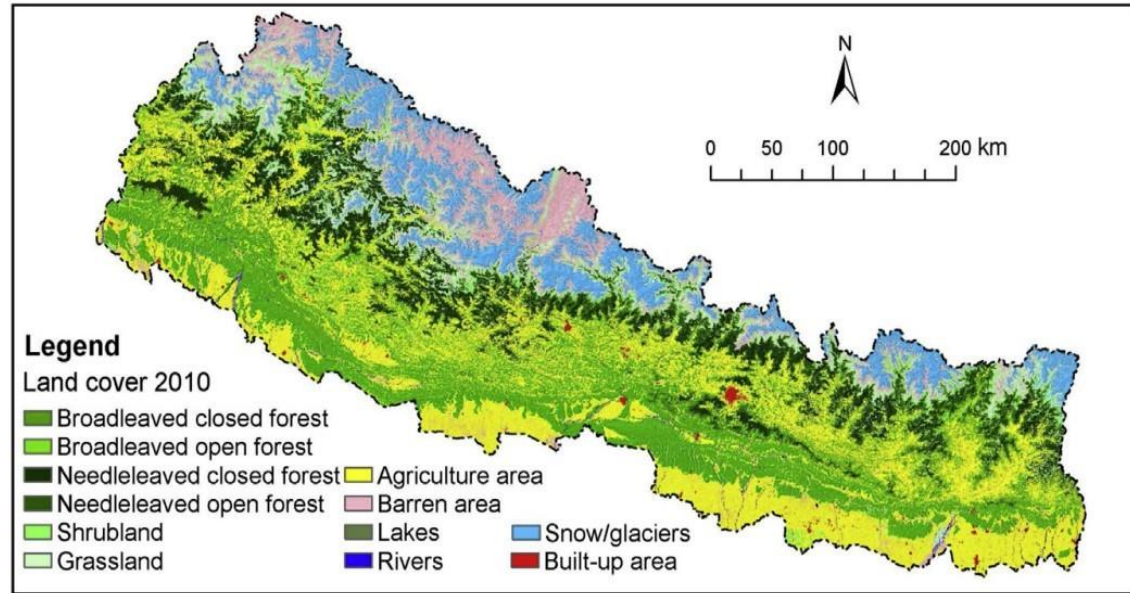 N
0 50 100 200 km
Legend
Land cover 2010
Broadleaved closed forest
Broadleaved open forest
Needleleaved closed forest
Needleleaved open forest
Shrubland
Grassland
Agriculture area
Barren area
Lakes
Rivers
Snow/glaciers
Built-up area